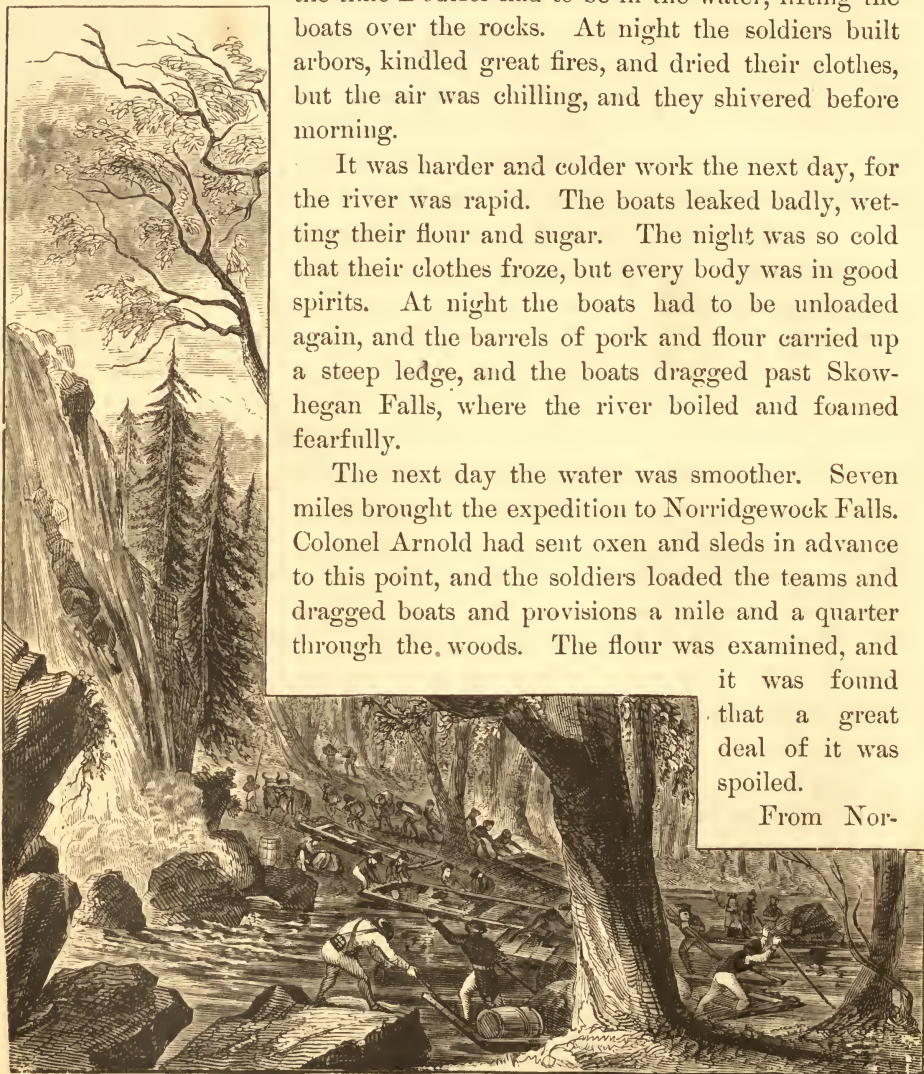 boats over the rocks. At night the soldiers built
arbors, kindled great fires, and dried their clothes,
but the air was chilling, and they shivered before
morning.
It was harder and colder work the next day, for
the river was rapid. The boats leaked badly, wet-
ting their flour and sugar. The night was so cold
that their clothes froze, but every body was in good
spirits. At night the boats had to be unloaded
again, and the barrels of pork and flour carried up
a steep ledge, and the boats dragged past Skow-
hegan Falls, where the river boiled and foamed
fearfully.
The next day the water was smoother. Seven
miles brought the expedition to Norridgewock Falls.
Colonel Arnold had sent oxen and sleds in advance
to this point, and the soldiers loaded the teams and
dragged boats and provisions a mile and a quarter
through the woods. The flour was examined, and
it was found
that a great
deal of it was
spoiled.
From Nor-